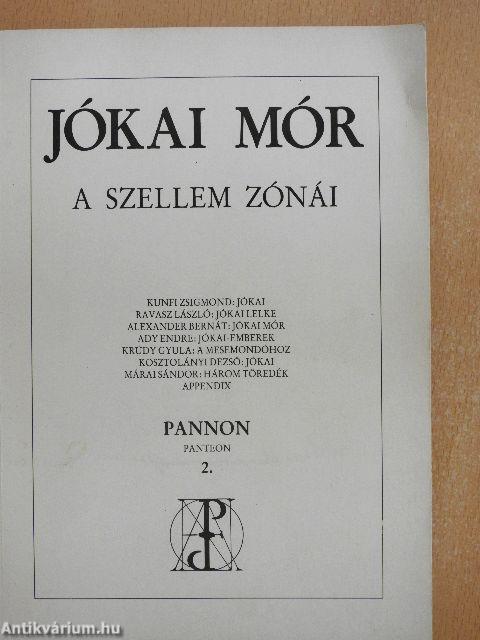 JÓKAI MÓR
A SZELLEM ZÓNÁI
KUNFI ZSIGMOND: JÓKAI
RAVASZ LÁSZLÓ: JÓKAI LELKE
ALEXANDER BERNÁT: JÓKAI MÓR
ADY ENDRE: JÓKAI-EMBEREK
KRÚDY GYULA: A MESEMONDÓHOZ
KOSZTOLÁNYI DEZSŐ: JÓKAI
MÁRAI SÁNDOR: HÁROM TÖREDÉK
APPENDIX
PANNON
PANTEON
2.
Antikvárium.hu